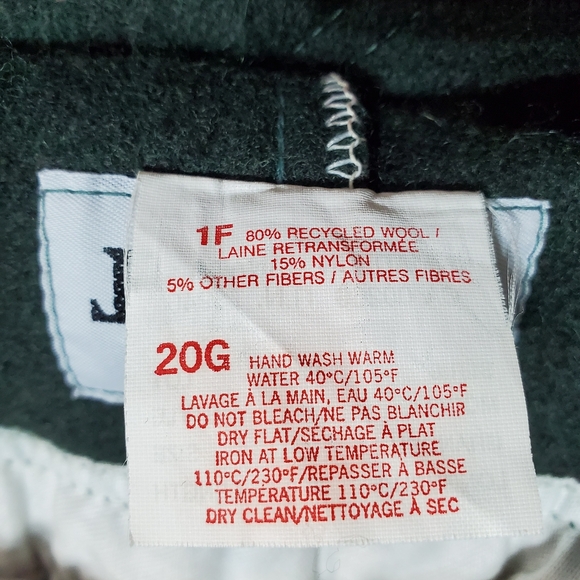 1F 80% RECYCLED WOOL /
LAINE RETRANSFORMÉE
15% NYLON
5% OTHER FIBERS / AUTRES FIBRES
20G HAND WASH WARM
WATER 40°C/105°F
LAVAGE À LA MAIN, EAU 40°C/105°F
DO NOT BLEACH/NE PAS BLANCHIR
DRY FLAT/SÉCHAGE À PLAT
IRON AT LOW TEMPERATURE
110°C/230°F/REPASSER À BASSE
TEMPÉRATURE 110°C/230°F
DRY CLEAN/NETTOYAGE À SEC